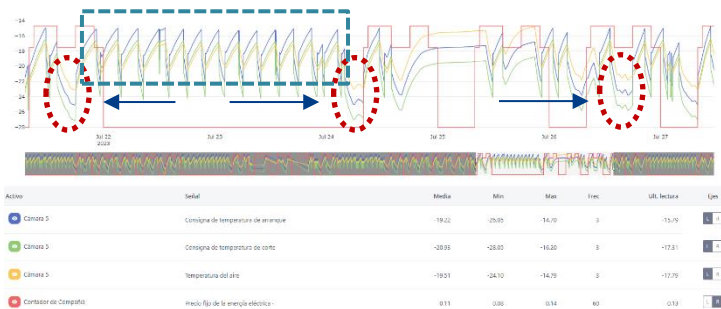 −14
−16
−18
−20
−22
−24
−26
−28
Jul 22
2023
Jul 23
Jul 24
Jul 25
Jul 26
Jul 27
Activo Señal Media Min Max Frec Ult. lectura Ejes
Cámara 5 Consigna de temperatura de arranque -19.22 -26.05 -14.70 3 -15.79
Cámara 5 Consigna de temperatura de corte -20.95 -28.05 -16.20 3 -17.31
Cámara 5 Temperatura del aire -19.51 -24.10 -14.79 3 -17.79
Contador de Compañía Precio fijo de la energía eléctrica - 0.11 0.08 0.14 60 0.13